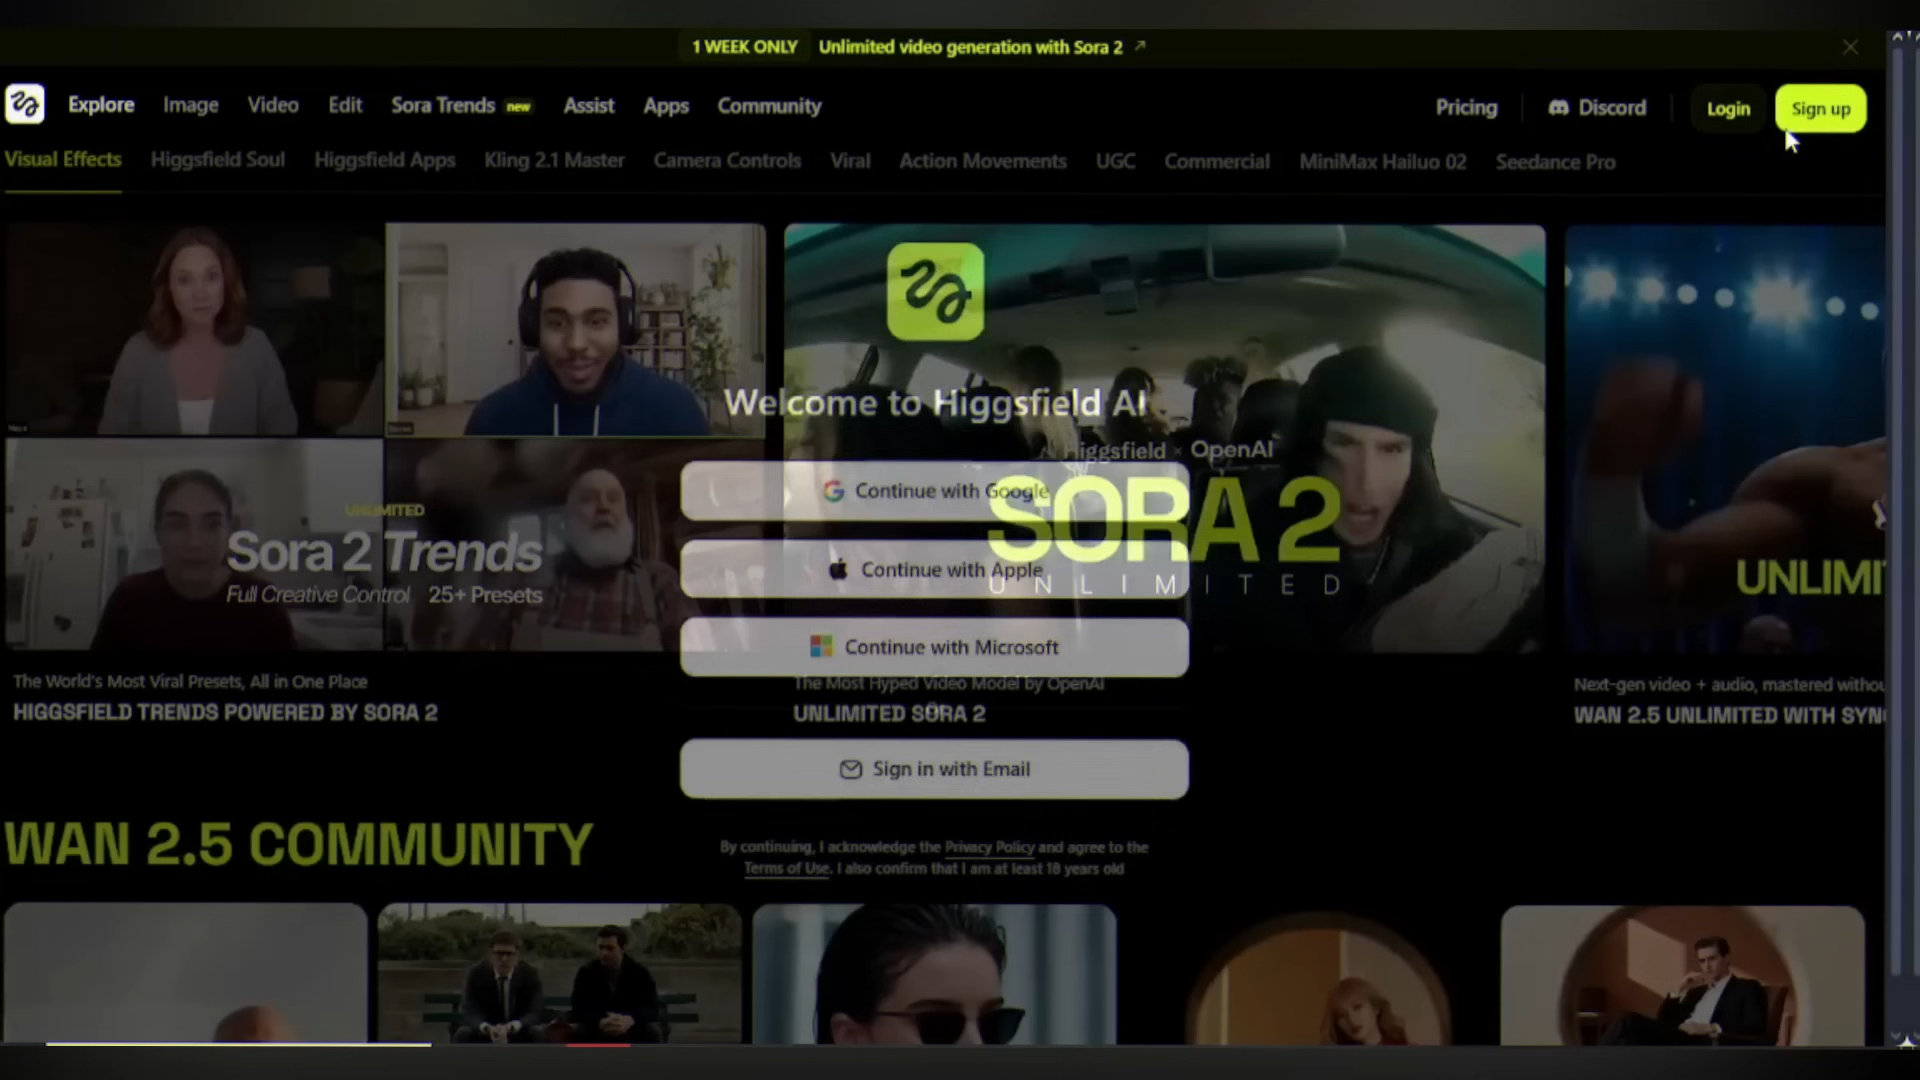 1 WEEK ONLY Unlimited video generation with Sora 2
Explore Image Video Edit Sora Trends new Assist Apps Community Pricing Discord Login Sign up
Visual Effects Higgsfield Soul Higgsfield Apps Kling 2.1 Master Camera Controls Viral Action Movements UGC Commercial MiniMax Hailuo 02 Seedance Pro
Welcome to Higgsfield AI
Higgsfield × OpenAI
Continue with Google
SORA 2
UNLIMITED
Continue with Apple
UNLIMITED
Sora 2 Trends
Full Creative Control 25+ Presets
UNLIMI
Continue with Microsoft
The World's Most Viral Presets, All in One Place
HIGGSFIELD TRENDS POWERED BY SORA 2
The Most Hyped Video Model by OpenAI
UNLIMITED SORA 2
Next-gen video + audio, mastered withou
WAN 2.5 UNLIMITED WITH SYN
Sign in with Email
WAN 2.5 COMMUNITY
By continuing, I acknowledge the Privacy Policy and agree to the
Terms of Use. I also confirm that I am at least 18 years old